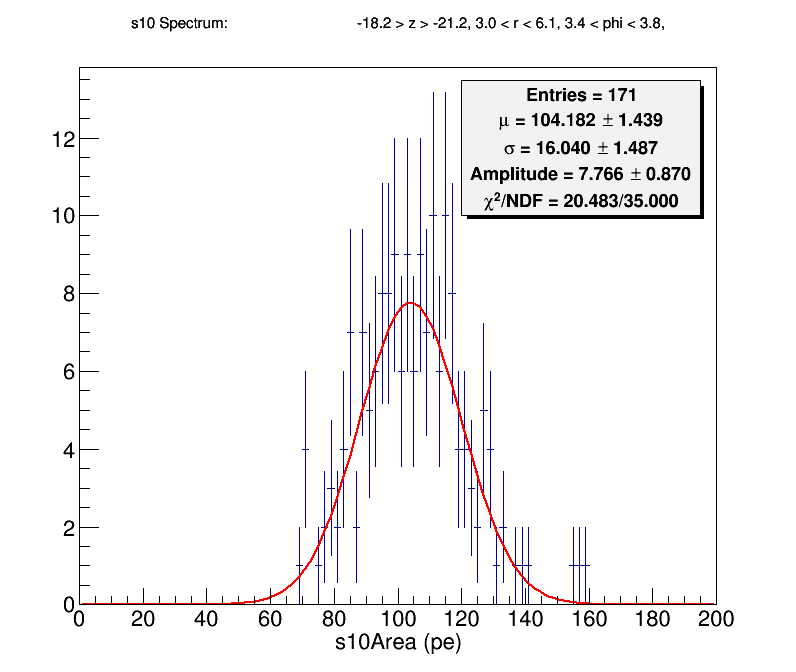 s10 Spectrum: -18.2 > z > -21.2, 3.0 < r < 6.1, 3.4 < phi < 3.8,
Entries = 171
μ = 104.182 ± 1.439
σ = 16.040 ± 1.487
Amplitude = 7.766 ± 0.870
χ²/NDF = 20.483/35.000
12
10
8
6
4
2
0
0 20 40 60 80 100 120 140 160 180 200
s10Area (pe)